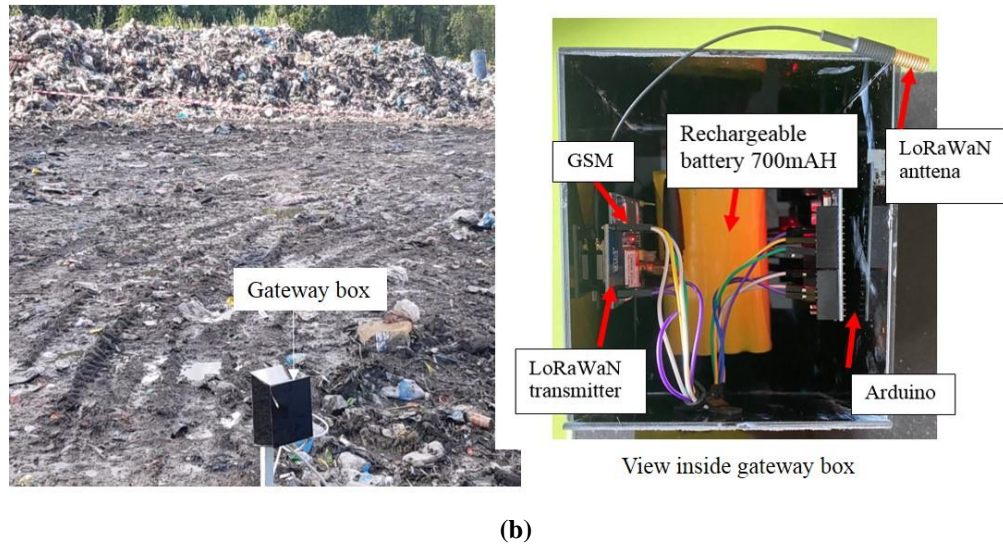 Gateway box
GSM
Rechargeable
battery 700mAH
LoRaWaN
anttena
LoRaWaN
transmitter
Arduino
View inside gateway box
(b)